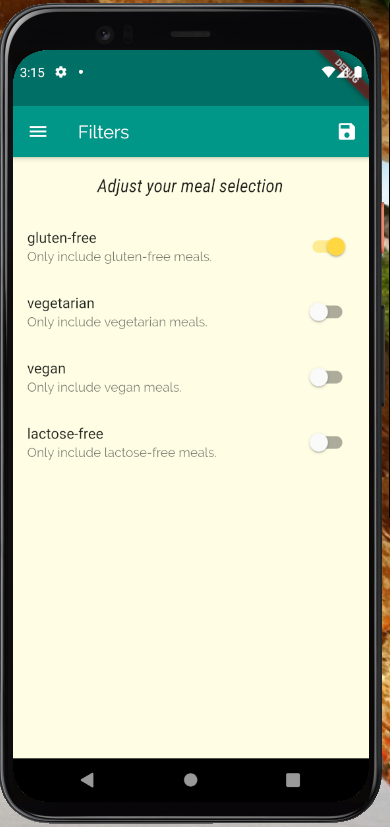 3:15
DEBUG
Filters
Adjust your meal selection
gluten-free
Only include gluten-free meals.
vegetarian
Only include vegetarian meals.
vegan
Only include vegan meals.
lactose-free
Only include lactose-free meals.